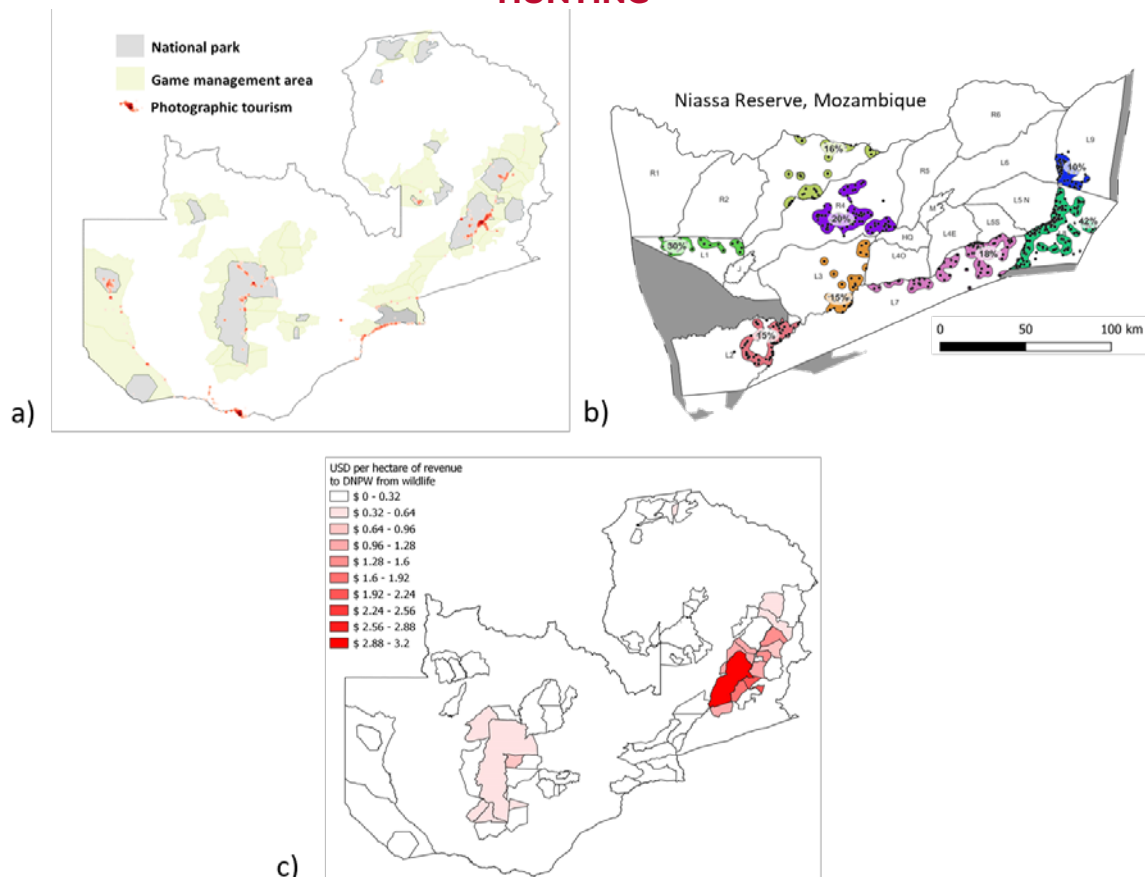 HUNTING
National park
Game management area
Photographic tourism
a)
Niassa Reserve, Mozambique
R6
L9
16%
R1
R5
L6
10%
R2
R4
L5 N
20%
M
42%
L5S
HQ
L4E
30%
L1
18%
J
L3
L4O
L7
15%
0 50 100 km
15%
L2
b)
USD per hectare of revenue
to DNPW from wildlife
$ 0 - 0.32
$ 0.32 - 0.64
$ 0.64 - 0.96
$ 0.96 - 1.28
$ 1.28 - 1.6
$ 1.6 - 1.92
$ 1.92 - 2.24
$ 2.24 - 2.56
$ 2.56 - 2.88
$ 2.88 - 3.2
c)